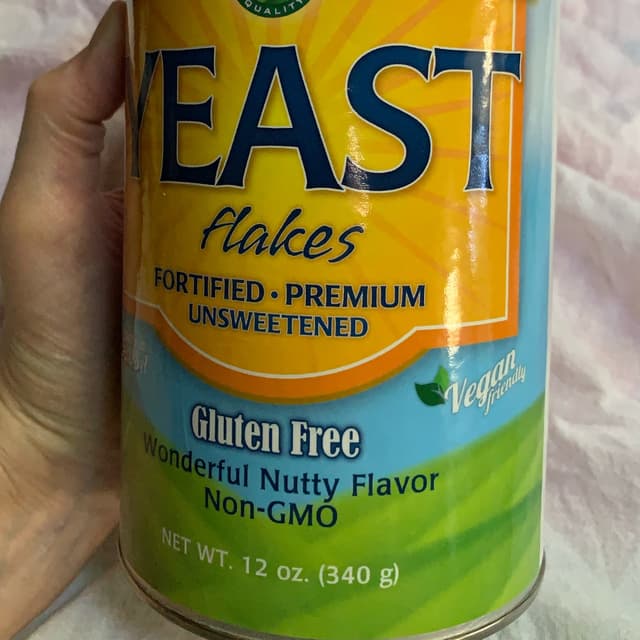 QUALITY
YEAST
flakes
FORTIFIED • PREMIUM
UNSWEETENED
Vegan
friendly
Gluten Free
Wonderful Nutty Flavor
Non-GMO
NET WT. 12 oz. (340 g)